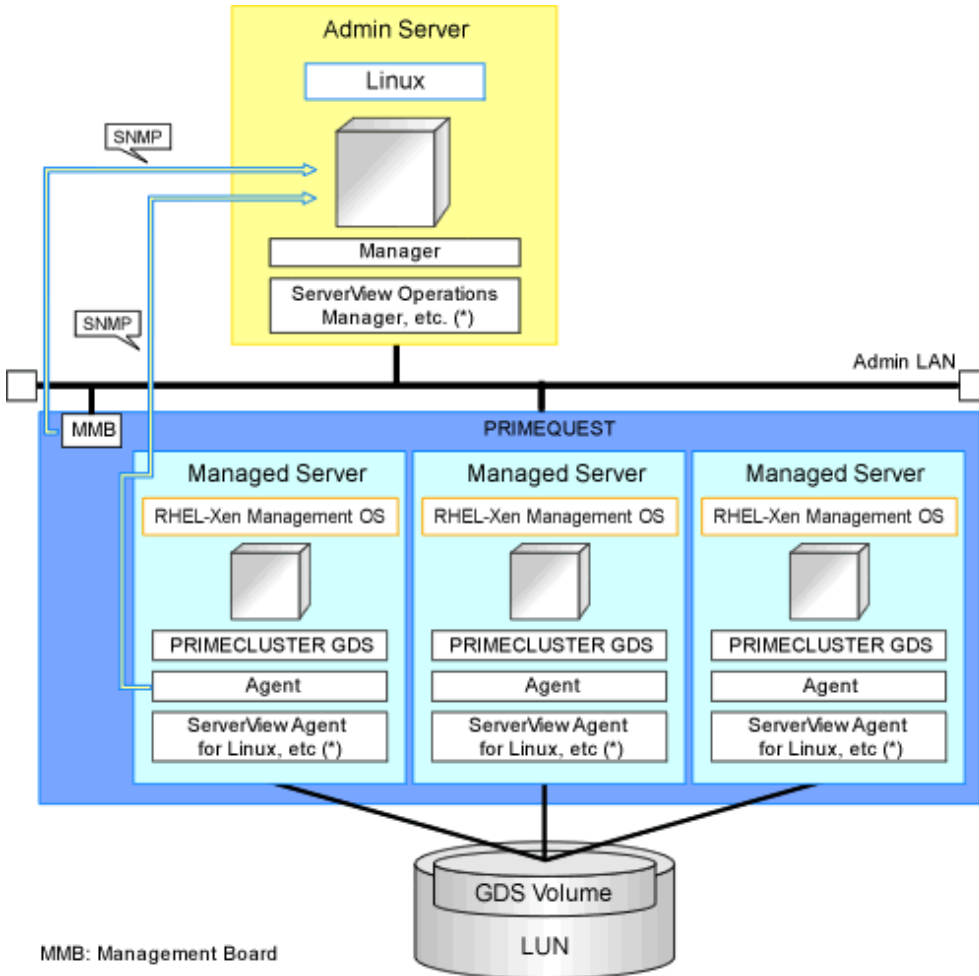 Admin Server
Linux
SNMP
Manager
ServerView Operations
Manager, etc. (*)
SNMP
Admin LAN
MMB
PRIMEQUEST
Managed Server
Managed Server
Managed Server
RHEL-Xen Management OS
RHEL-Xen Management OS
RHEL-Xen Management OS
PRIMECLUSTER GDS
PRIMECLUSTER GDS
PRIMECLUSTER GDS
Agent
Agent
Agent
ServerView Agent
for Linux, etc (*)
ServerView Agent
for Linux, etc (*)
ServerView Agent
for Linux, etc (*)
GDS Volume
LUN
MMB: Management Board